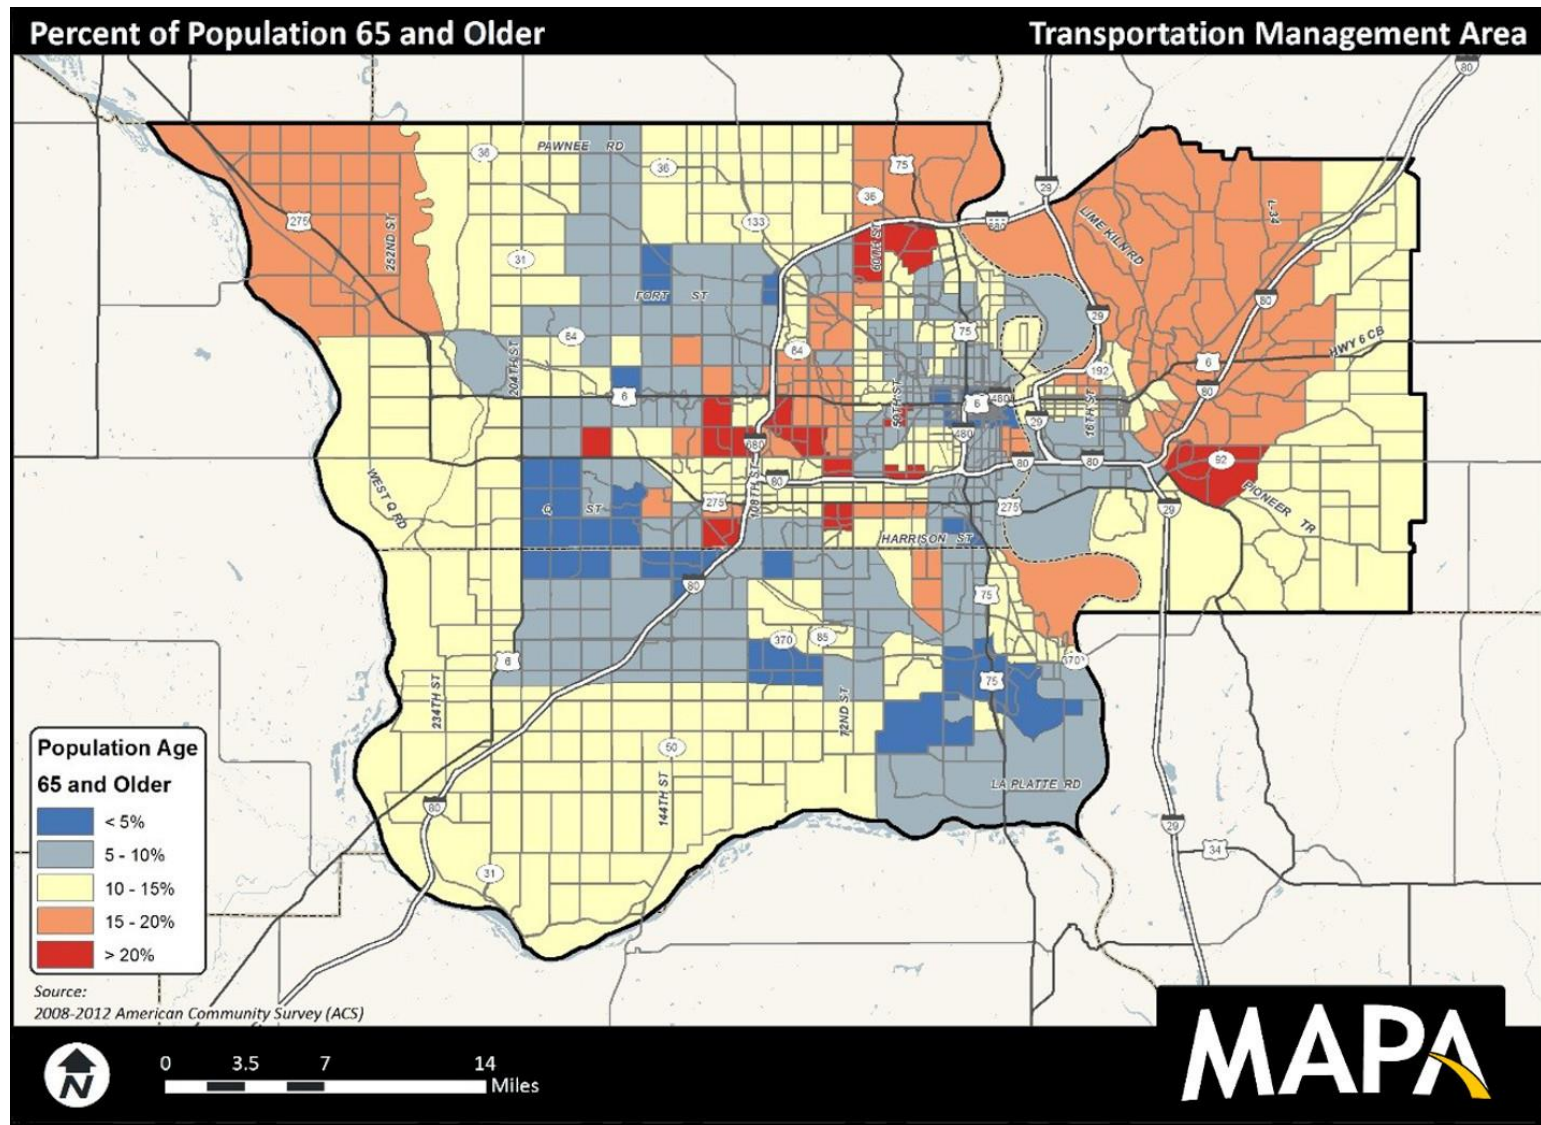 Percent of Population 65 and Older
Transportation Management Area
80
PAWNEE RD
36
36
75
29
36
275
252ND ST
133
60TH ST
680
LIME KILN RD
L-34
31
FORT ST
80
29
64
204TH ST
64
75
HWY 6 CB
6
192
6
50TH ST
6
480
16TH ST
80
29
680
480
80
80
80
92
WEST Q RD
108TH ST
275
275
29
PIONEER TR
Q ST
HARRISON ST
80
75
370
85
6
370
75
234TH ST
72ND ST
50
144TH ST
LA PLATTE RD
80
29
34
31
Population Age
65 and Older
< 5%
5 - 10%
10 - 15%
15 - 20%
> 20%
Source:
2008-2012 American Community Survey (ACS)
N
0 3.5 7 14
Miles
MAPA